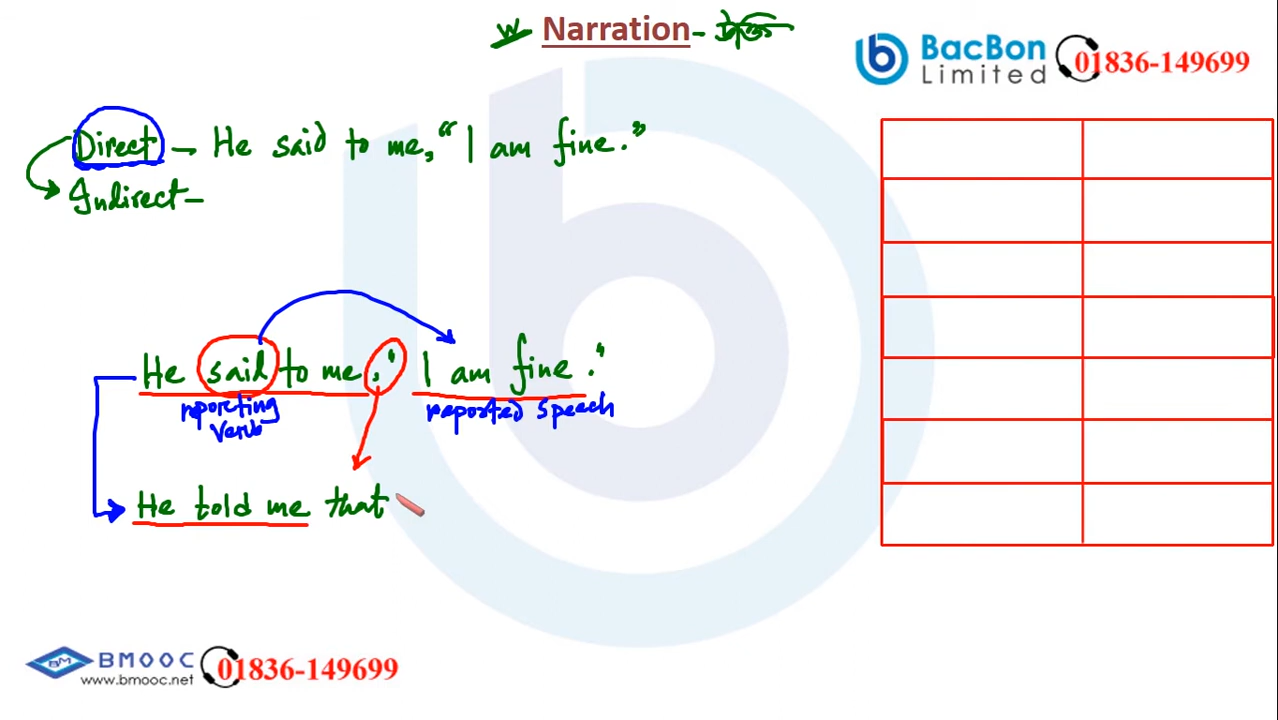 Narration-
BacBon
Limited
01836-149699
Direct - He said to me, “I am fine.”
Indirect -
He said to me, " I am fine . "
reporting
verb
reported speech
He told me that
BM
BMOOC
www.bmooc.net
01836-149699